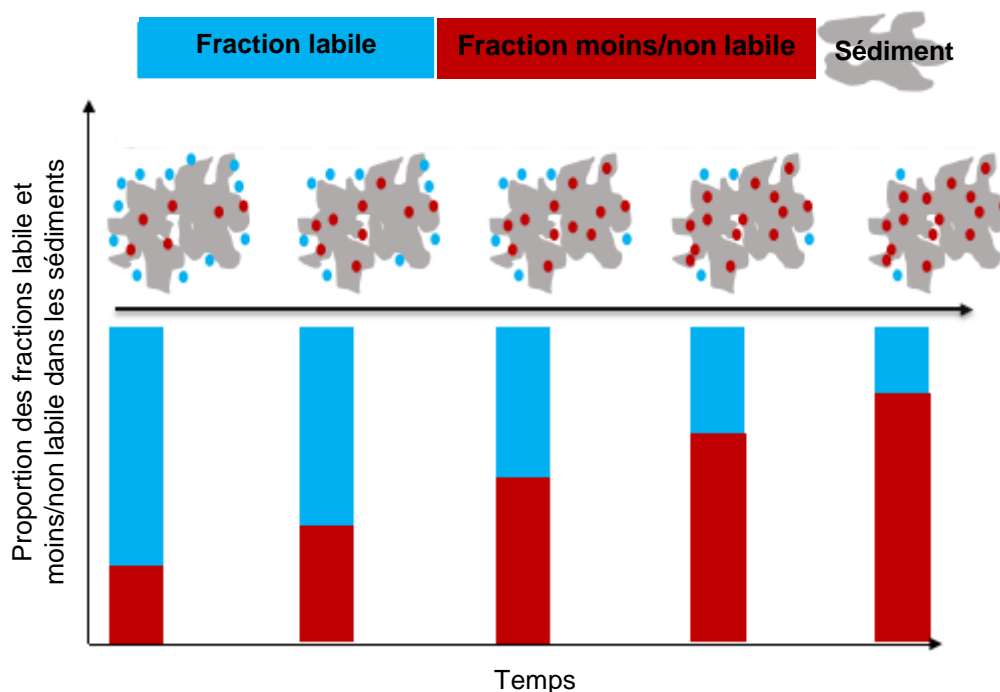 Fraction labile
Fraction moins/non labile
Sédiment
Proportion des fractions labile et
moins/non labile dans les sédiments
Temps